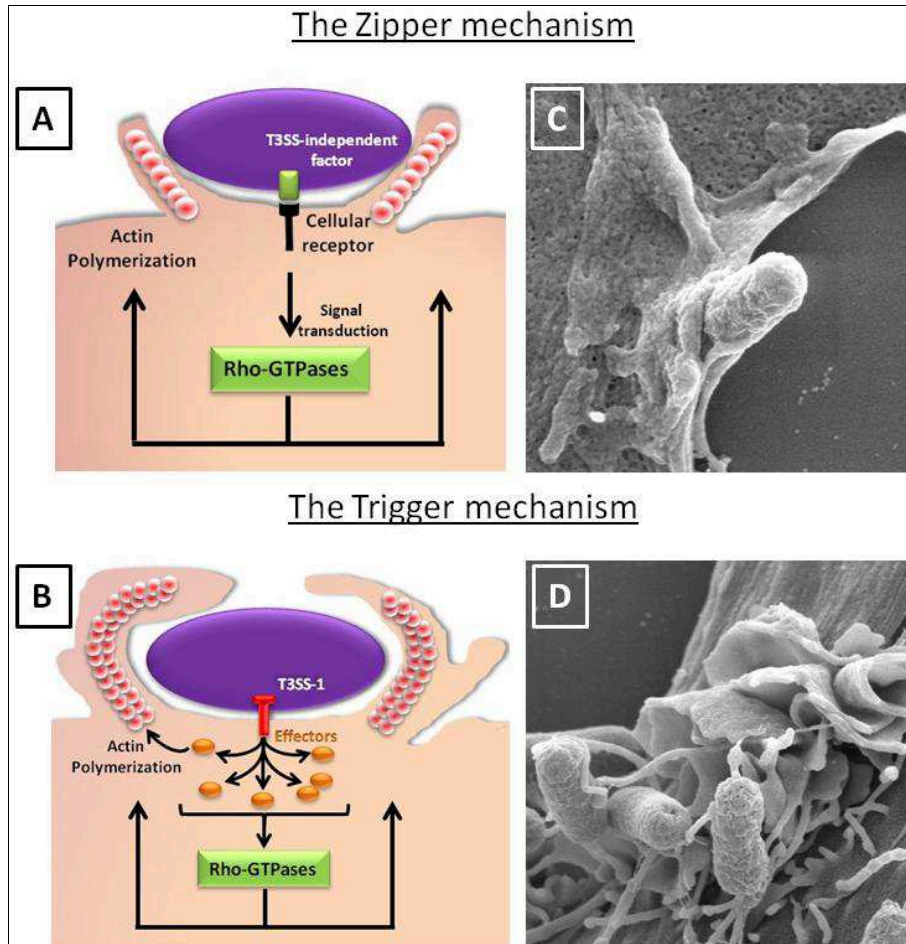 The Zipper mechanism
A
T3SS-independent
factor
Cellular
receptor
Actin
Polymerization
Signal
transduction
Rho-GTPases
C
The Trigger mechanism
B
T3SS-1
Effectors
Actin
Polymerization
Rho-GTPases
D